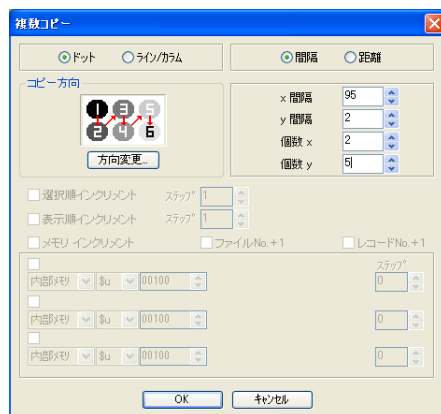 複数コピー
ドット ライン/カラム
間隔 距離
コピー方向
1 3 5
2 4 6
方向変更...
x 間隔 95
y 間隔 2
個数 x 2
個数 y 5
選択順インクリメント ステップ 1
表示順インクリメント ステップ 1
メモリ インクリメント ファイルNo.+1 レコードNo.+1
ステップ
内部メモリ $u 00100 0
内部メモリ $u 00100 0
内部メモリ $u 00100 0
OK キャンセル